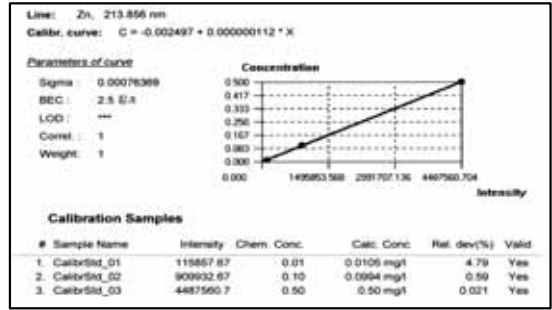 Line: Zn, 213.856 nm
Calibr. curve: C = -0.002497 + 0.000000112 * X
Parameters of curve
Sigma : 0.00076369
BEC : 2.5
LOD : ***
Correl. : 1
Weight: 1
Concentration
0.500
0.417
0.333
0.250
0.167
0.083
0.000
0.000 1495853.568 2991707.136 4487560.704
Intensity
Calibration Samples
# Sample Name Intensity Chem. Conc. Calc. Conc. Rel. dev(%) Valid
1. CalibrStd_01 115857.67 0.01 0.0105 mg/l 4.79 Yes
2. CalibrStd_02 909932.67 0.10 0.0994 mg/l 0.59 Yes
3. CalibrStd_03 4487560.7 0.50 0.50 mg/l 0.021 Yes